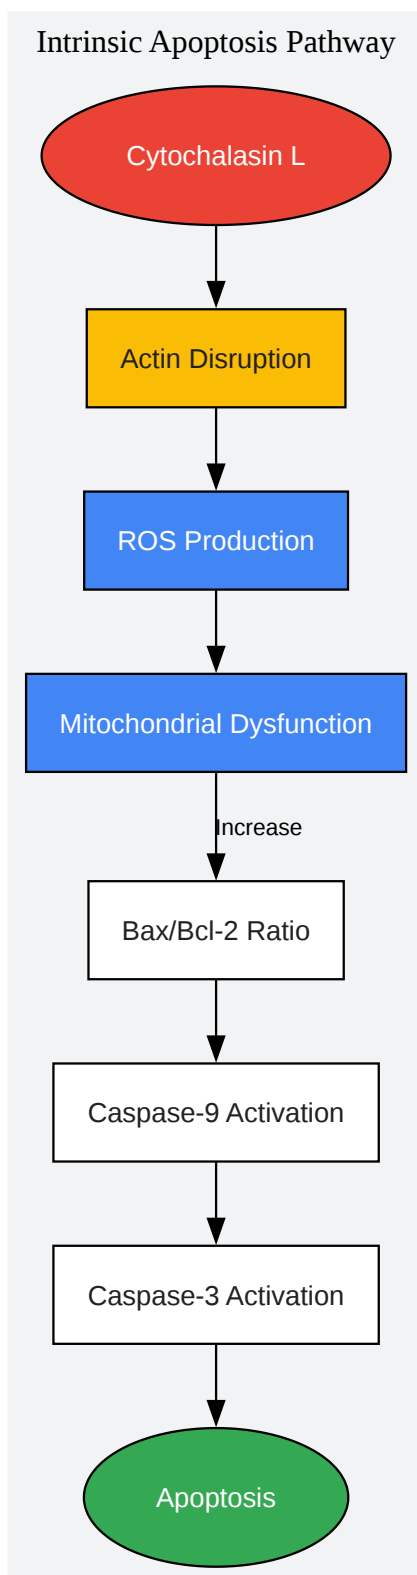 Intrinsic Apoptosis Pathway
Cytochalasin L
Actin Disruption
ROS Production
Mitochondrial Dysfunction
Increase
Bax/Bcl-2 Ratio
Caspase-9 Activation
Caspase-3 Activation
Apoptosis